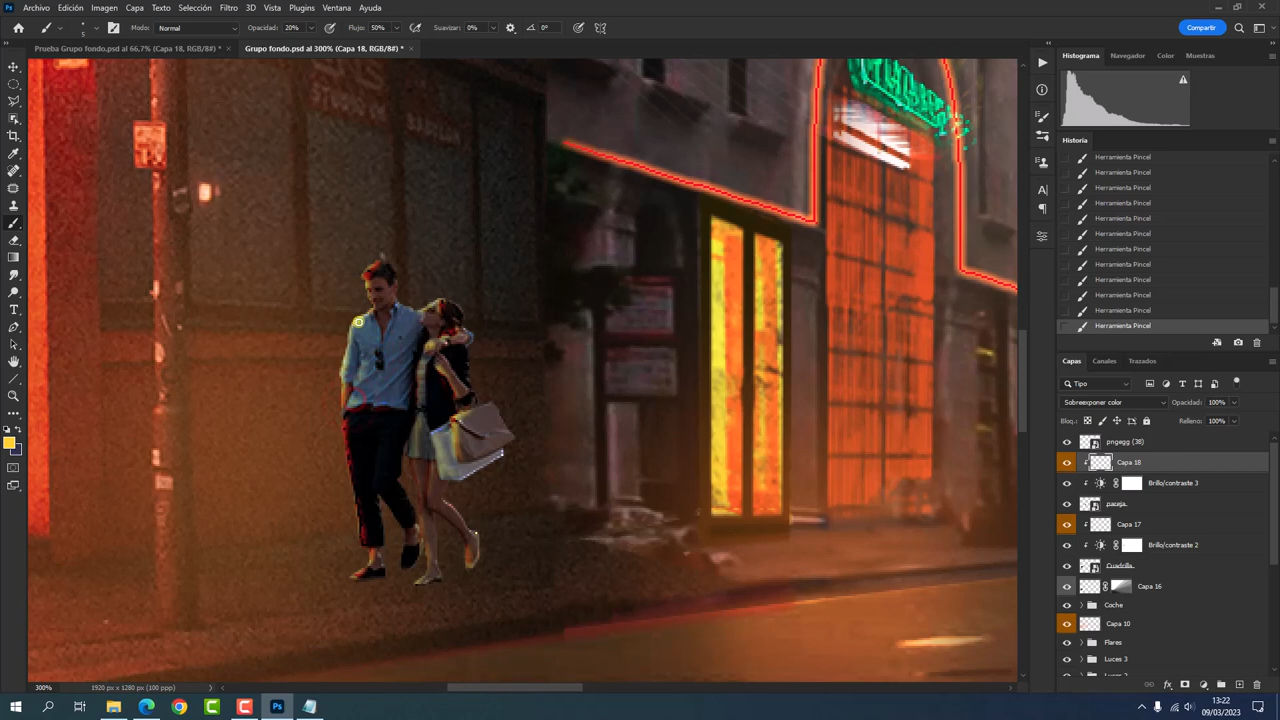 Archivo Edición Imagen Capa Texto Selección Filtro 3D Vista Plugins Ventana Ayuda
5 Modo: Normal Opacidad: 20% Flujo: 50% Suavizar: 0% 0° Compartir
Prueba Grupo fondo.psd al 66,7% (Capa 18, RGB/8#) * Grupo fondo.psd al 300% (Capa 18, RGB/8#) *
Histograma Navegador Color Muestras
Historia
Herramienta Pincel
Herramienta Pincel
Herramienta Pincel
Herramienta Pincel
Herramienta Pincel
Herramienta Pincel
Herramienta Pincel
Herramienta Pincel
Herramienta Pincel
Herramienta Pincel
Herramienta Pincel
Herramienta Pincel
Capas Canales Trazados
Tipo
Sobreexponer color Opacidad: 100%
Bloq.: Relleno: 100%
pngegg (38)
Capa 18
Brillo/contraste 3
pareja
Capa 17
Brillo/contraste 2
Cuadrilla
Capa 16
Coche
Capa 10
Flares
Luces 3
300% 1920 px x 1280 px (100 ppp)
13:22
09/03/2023